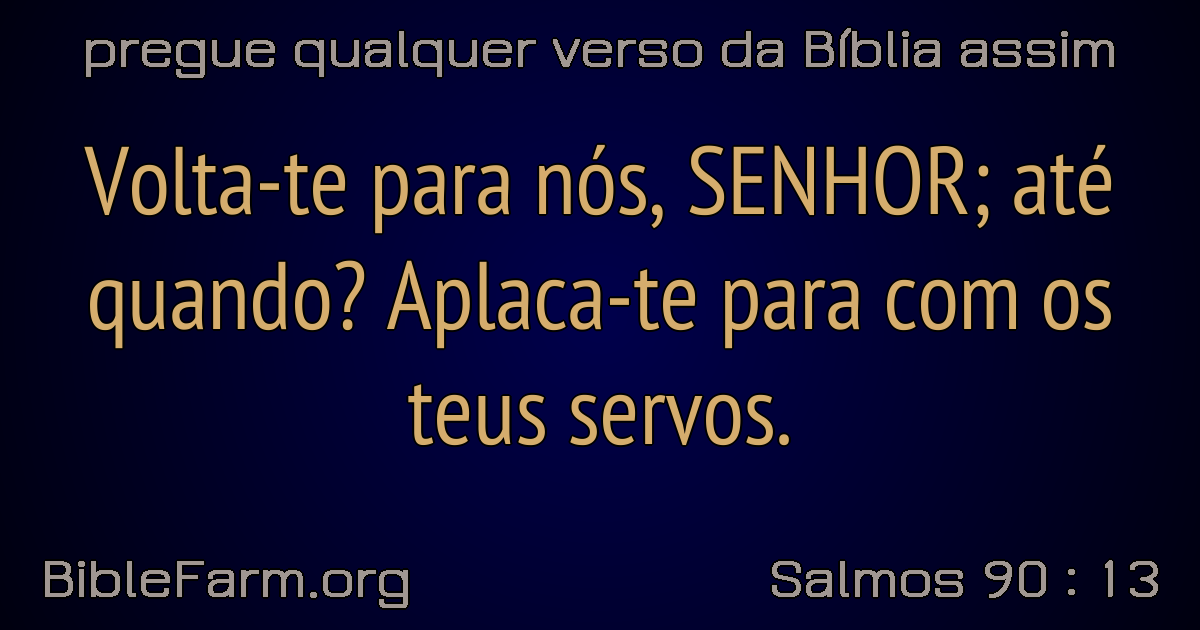 pregue qualquer verso da Bíblia assim
Volta-te para nós, SENHOR; até
quando? Aplaca-te para com os
teus servos.
BibleFarm.org
Salmos 90 : 13